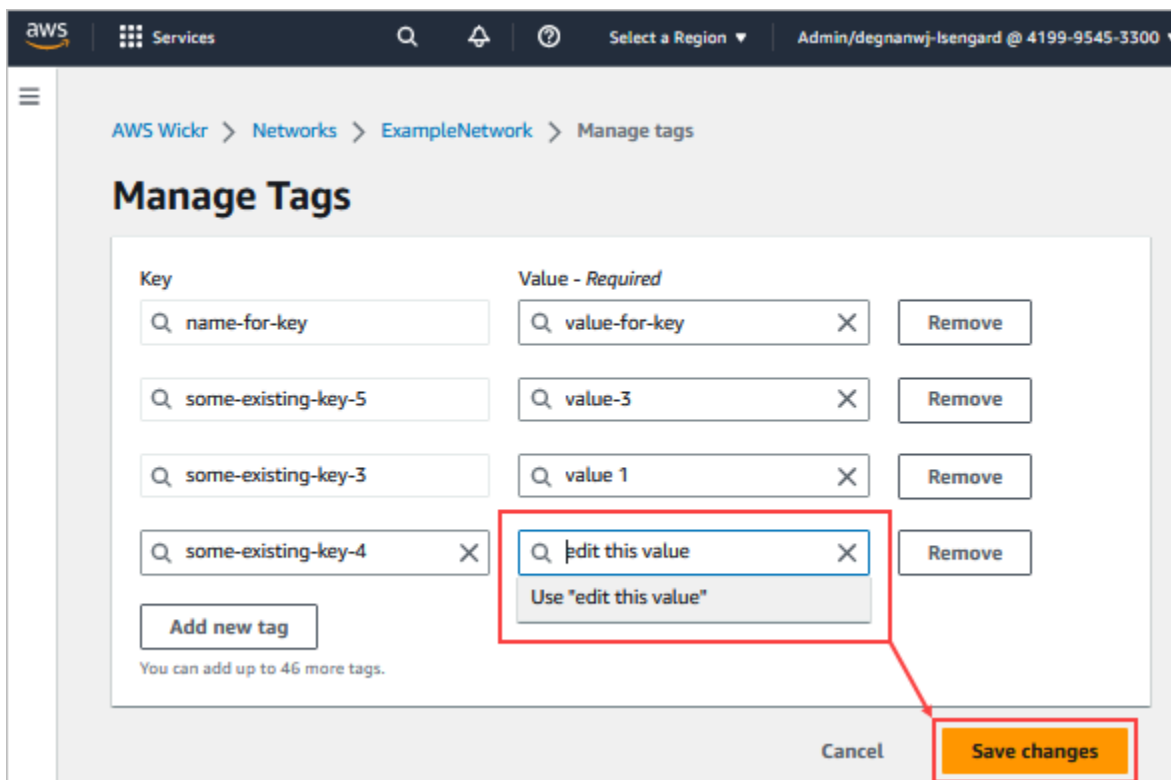 aws Services Select a Region ▼ Admin/degnanwj-Isengard @ 4199-9545-3300
AWS Wickr > Networks > ExampleNetwork > Manage tags
Manage Tags
Key Value - Required
name-for-key value-for-key Remove
some-existing-key-5 value-3 Remove
some-existing-key-3 value 1 Remove
some-existing-key-4 edit this value Remove
Use "edit this value"
Add new tag
You can add up to 46 more tags.
Cancel Save changes